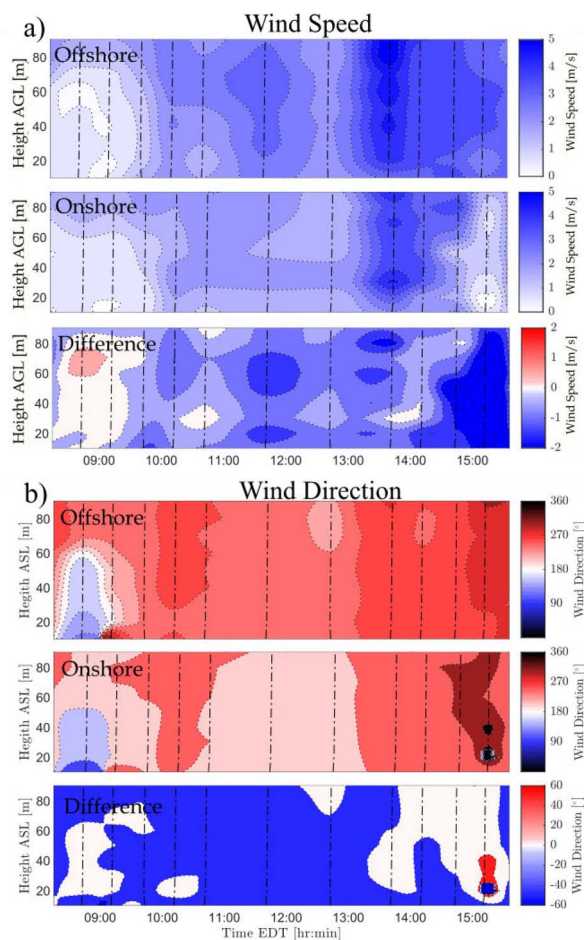 a) Wind Speed
Offshore
Height AGL [m]
80
60
40
20
5
4
3
2
1
0
Wind Speed [m/s]
Onshore
Height AGL [m]
80
60
40
20
5
4
3
2
1
0
Wind Speed [m/s]
Difference
Height AGL [m]
80
60
40
20
2
1
0
-1
-2
Wind Speed [m/s]
09:00 10:00 11:00 12:00 13:00 14:00 15:00
b) Wind Direction
Offshore
Hegith ASL [m]
80
60
40
20
360
270
180
90
Wind Direction [°]
Onshore
Hegith ASL [m]
80
60
40
20
360
270
180
90
0
Wind Direction [°]
Difference
Hegith ASL [m]
80
60
40
20
60
40
20
0
-20
-40
-60
Wind Direction [°]
09:00 10:00 11:00 12:00 13:00 14:00 15:00
Time EDT [hr:min]